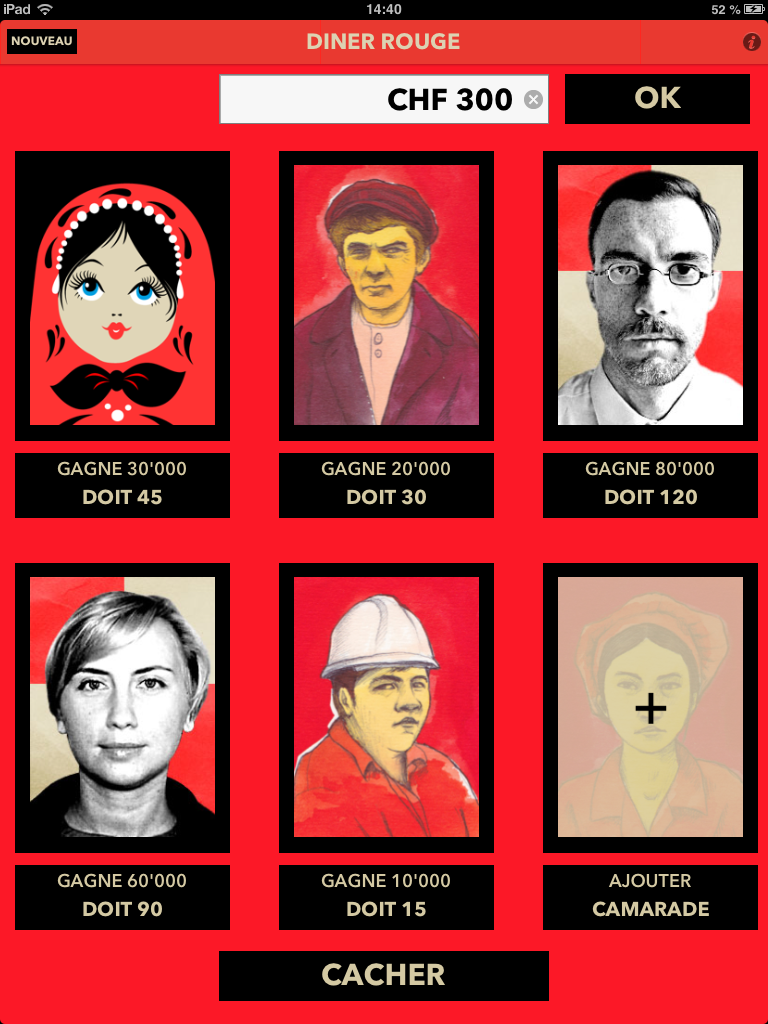 iPad 14:40 52 %
NOUVEAU DINER ROUGE i
CHF 300 OK
GAGNE 30'000 GAGNE 20'000 GAGNE 80'000
DOIT 45 DOIT 30 DOIT 120
GAGNE 60'000 GAGNE 10'000 AJOUTER
DOIT 90 DOIT 15 CAMARADE
CACHER